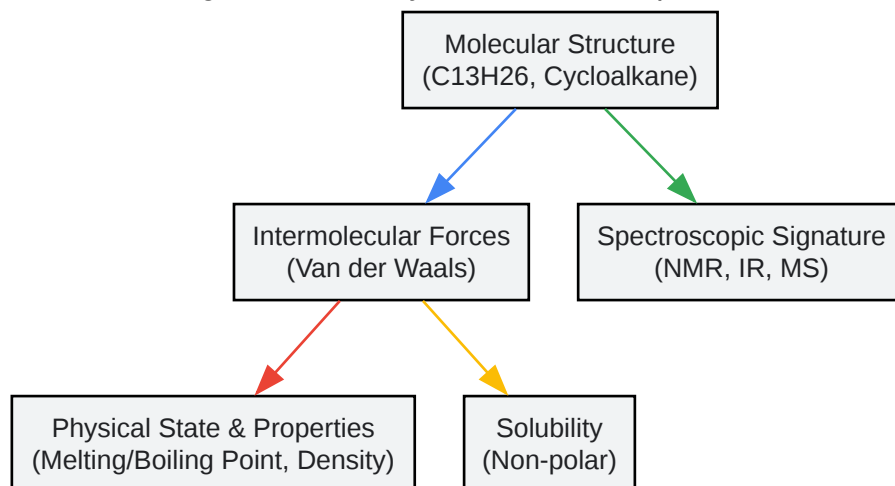 Molecular Structure
(C13H26, Cycloalkane)
Intermolecular Forces
(Van der Waals)
Spectroscopic Signature
(NMR, IR, MS)
Physical State & Properties
(Melting/Boiling Point, Density)
Solubility
(Non-polar)